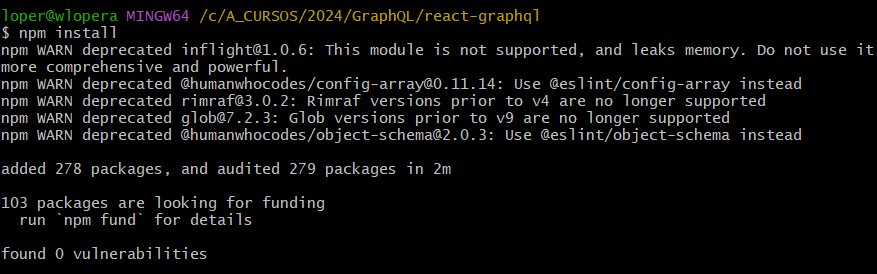 loper@wlopera MINGW64 /c/A_CURSOS/2024/GraphQL/react-graphql
$ npm install
npm WARN deprecated inflight@1.0.6: This module is not supported, and leaks memory. Do not use it
more comprehensive and powerful.
npm WARN deprecated @humanwhocodes/config-array@0.11.14: Use @eslint/config-array instead
npm WARN deprecated rimraf@3.0.2: Rimraf versions prior to v4 are no longer supported
npm WARN deprecated glob@7.2.3: Glob versions prior to v9 are no longer supported
npm WARN deprecated @humanwhocodes/object-schema@2.0.3: Use @eslint/object-schema instead
added 278 packages, and audited 279 packages in 2m
103 packages are looking for funding
run `npm fund` for details
found 0 vulnerabilities